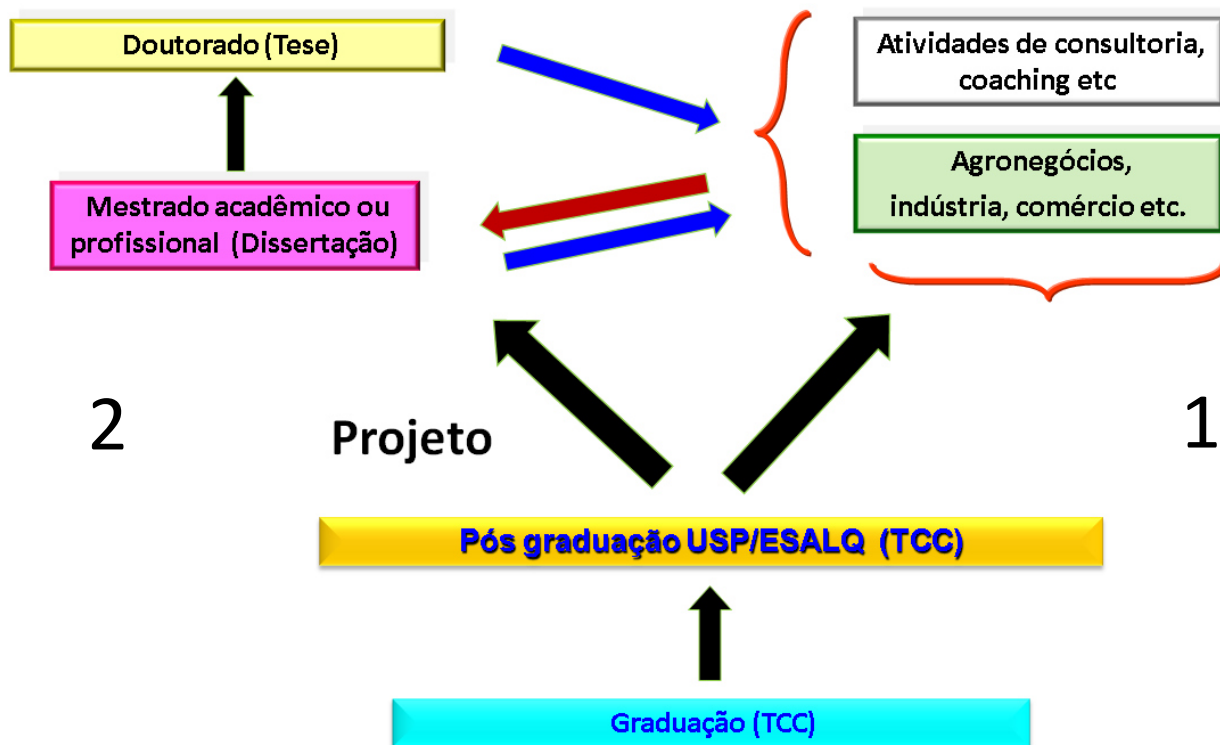 Doutorado (Tese)
Atividades de consultoria,
coaching etc
Agronegócios,
indústria, comércio etc.
Mestrado acadêmico ou
profissional (Dissertação)
2
Projeto
1
Pós graduação USP/ESALQ (TCC)
Graduação (TCC)